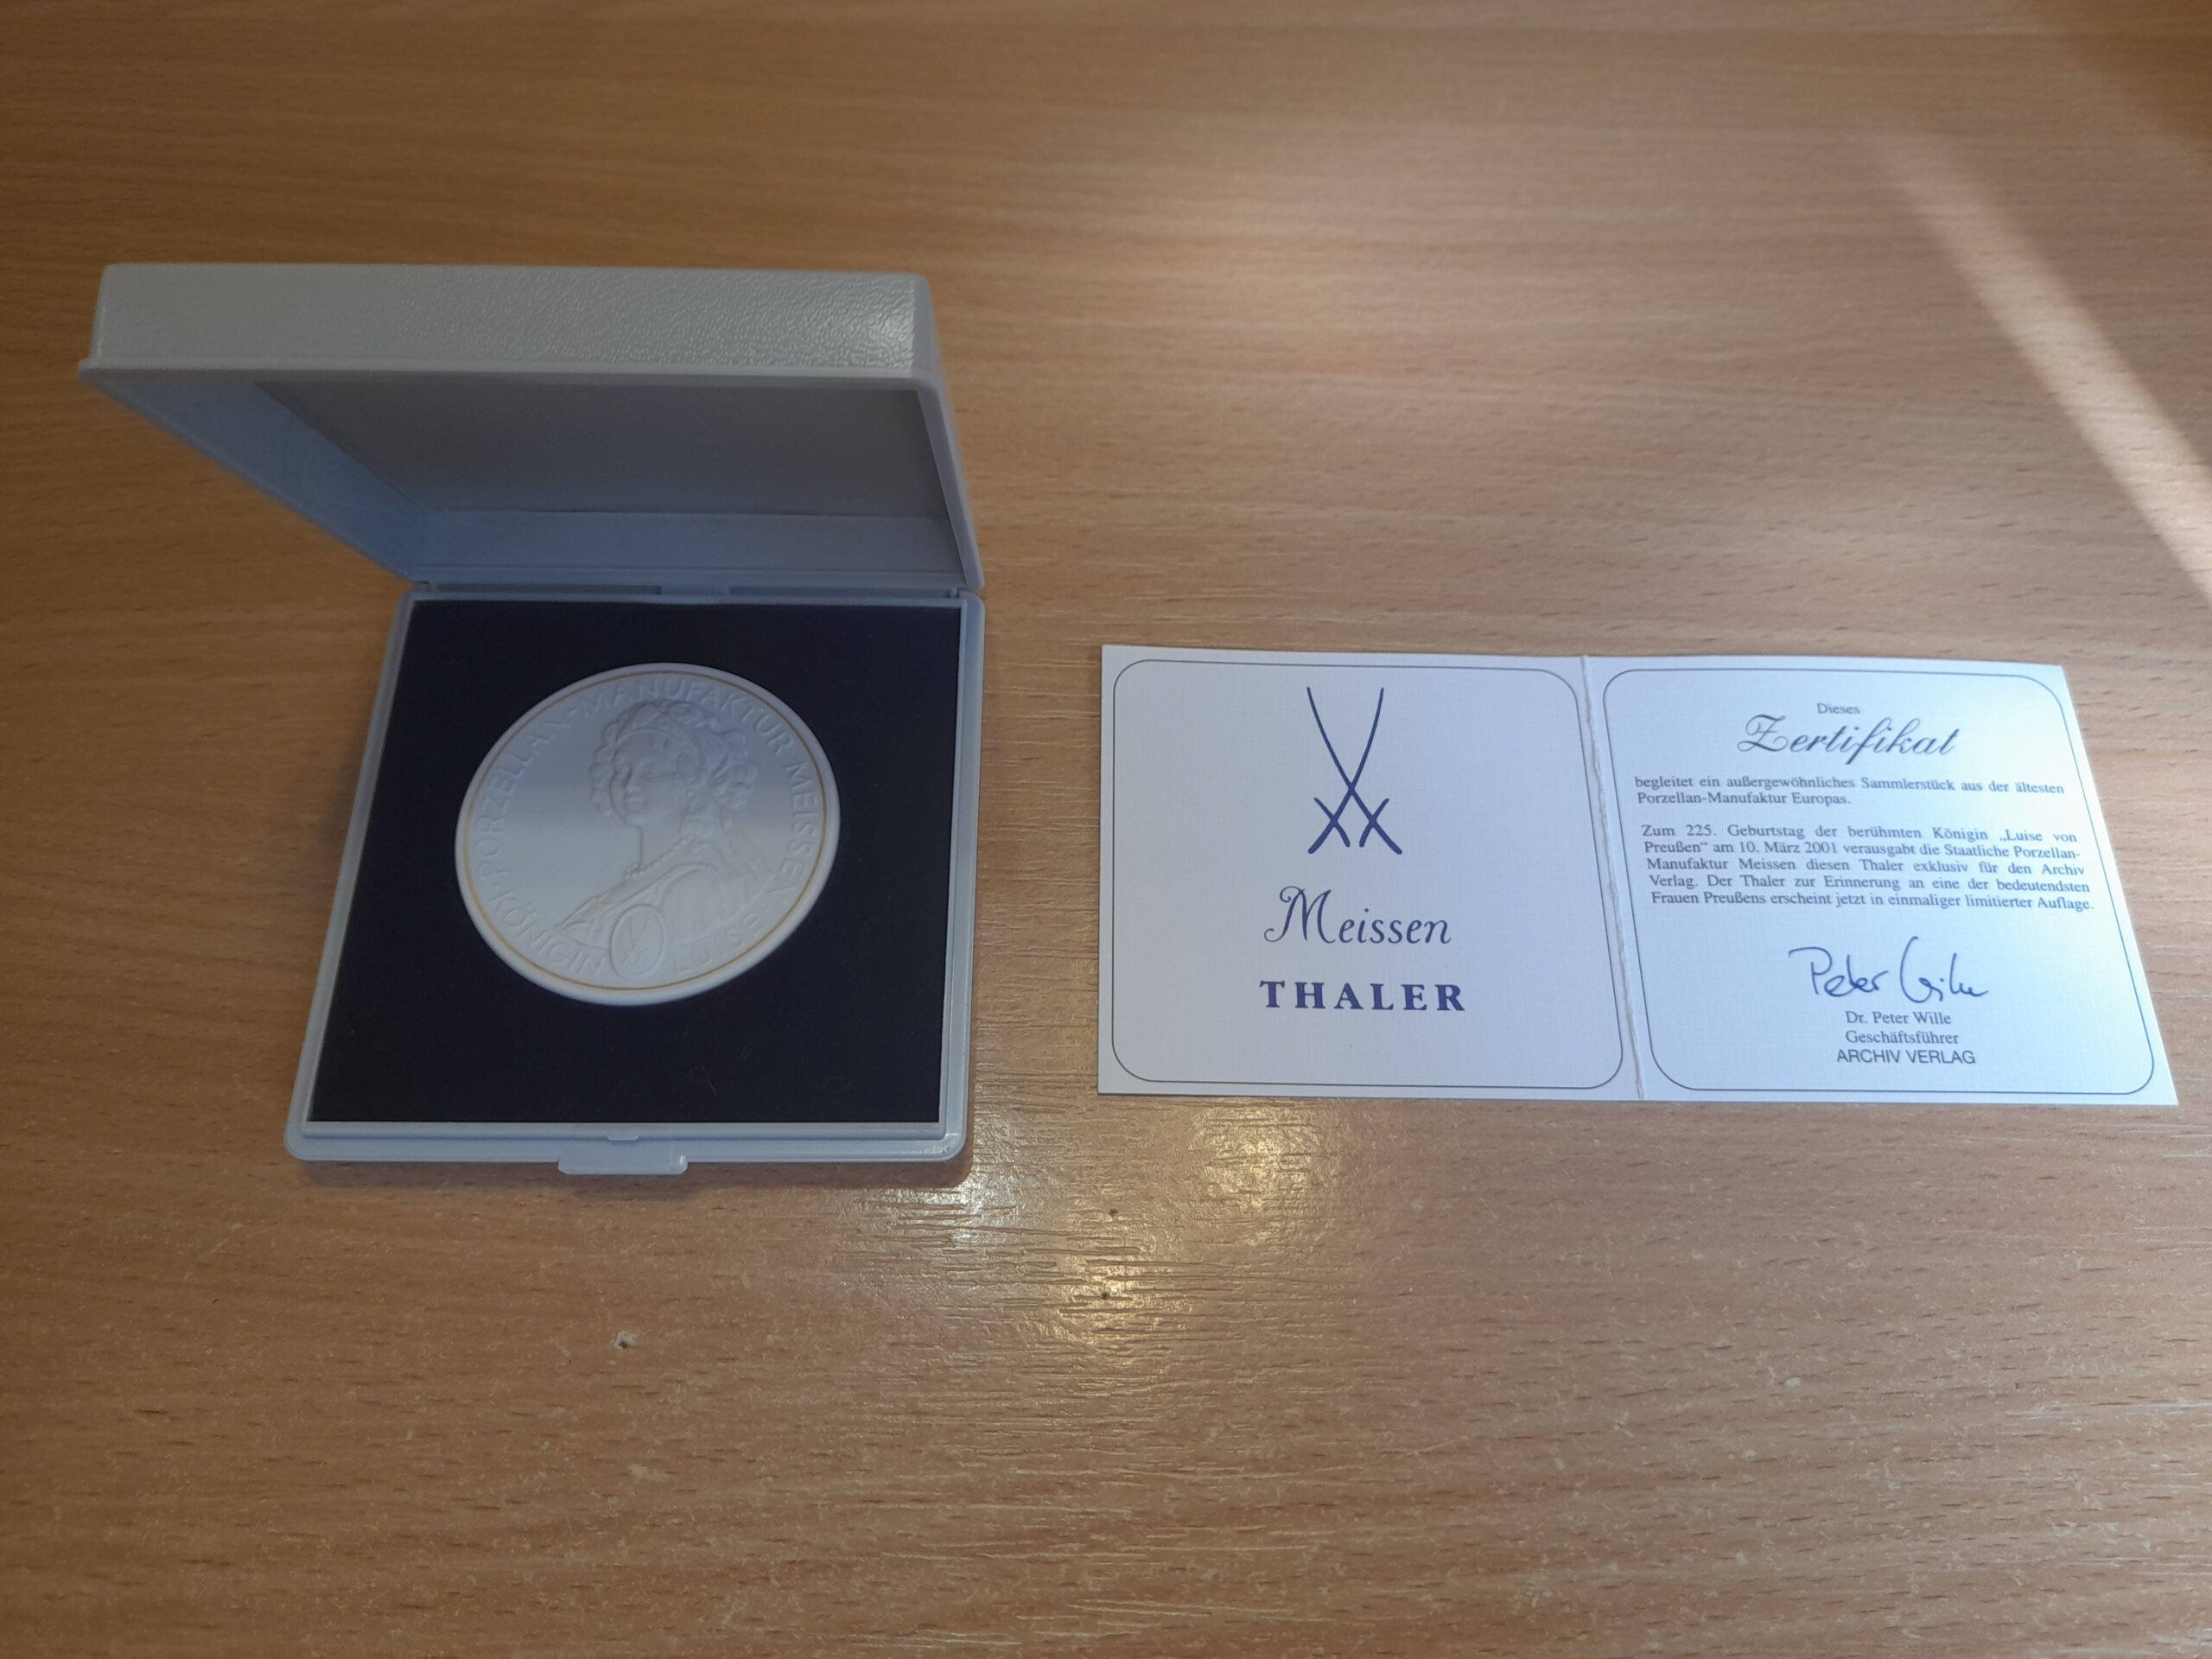 PORZELLAN-MANUFAKTUR MEISSEN
KÖNIGIN LUISE
Meissen
THALER
Dieses
Zertifikat
begleitet ein außergewöhnliches Sammlerstück aus der ältesten
Porzellan-Manufaktur Europas.
Zum 225. Geburtstag der berühmten Königin „Luise von
Preußen“ am 10. März 2001 verausgabt die Staatliche Porzellan-
Manufaktur Meissen diesen Thaler exklusiv für den Archiv
Verlag. Der Thaler zur Erinnerung an eine der bedeutendsten
Frauen Preußens erscheint jetzt in einmaliger limitierter Auflage.
Peter Wille
Dr. Peter Wille
Geschäftsführer
ARCHIV VERLAG